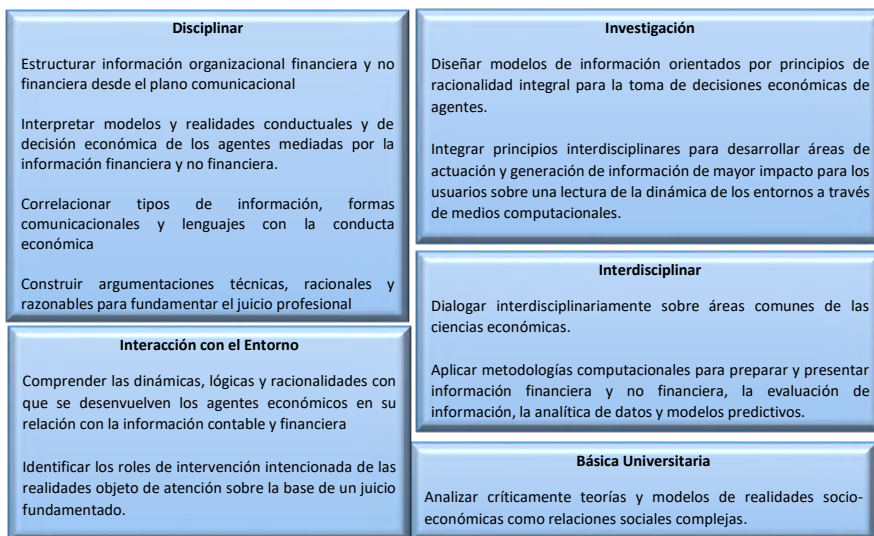 Disciplinar
Estructurar información organizacional financiera y no
financiera desde el plano comunicacional
Interpretar modelos y realidades conductuales y de
decisión económica de los agentes mediadas por la
información financiera y no financiera.
Correlacionar tipos de información, formas
comunicacionales y lenguajes con la conducta
económica
Construir argumentaciones técnicas, racionales y
razonables para fundamentar el juicio profesional
Interacción con el Entorno
Comprender las dinámicas, lógicas y racionalidades con
que se desenvuelven los agentes económicos en su
relación con la información contable y financiera
Identificar los roles de intervención intencionada de las
realidades objeto de atención sobre la base de un juicio
fundamentado.
Investigación
Diseñar modelos de información orientados por principios de
racionalidad integral para la toma de decisiones económicas de
agentes.
Integrar principios interdisciplinares para desarrollar áreas de
actuación y generación de información de mayor impacto para los
usuarios sobre una lectura de la dinámica de los entornos a través
de medios computacionales.
Interdisciplinar
Dialogar interdisciplinariamente sobre áreas comunes de las
ciencias económicas.
Aplicar metodologías computacionales para preparar y presentar
información financiera y no financiera, la evaluación de
información, la analítica de datos y modelos predictivos.
Básica Universitaria
Analizar críticamente teorías y modelos de realidades socio-
económicas como relaciones sociales complejas.